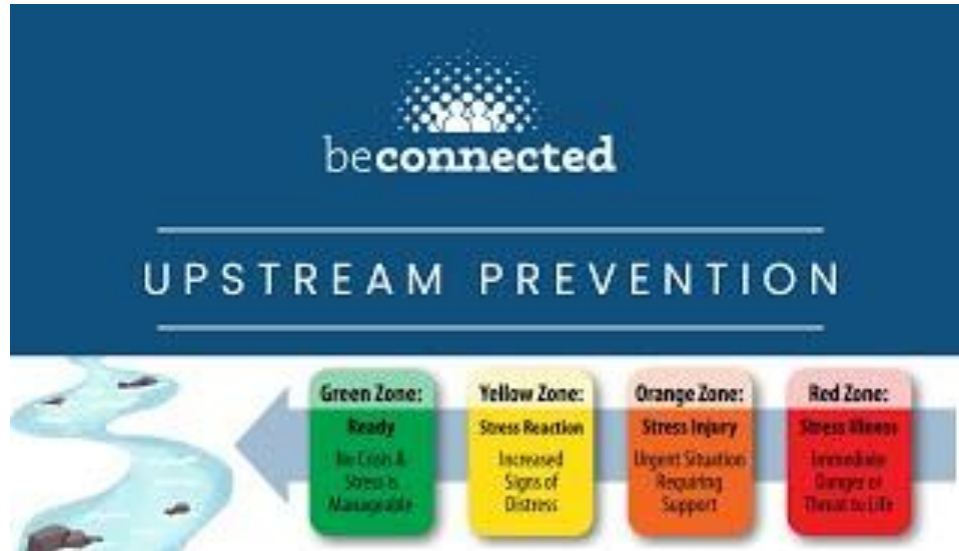 beconnected
UPSTREAM PREVENTION
Green Zone:
Ready
No Crisis &
Stress is
Manageable
Yellow Zone:
Stress Reaction
Increased
Signs of
Distress
Orange Zone:
Stress Injury
Urgent Situation
Requiring
Support
Red Zone:
Stress Illness
Immediate
Danger or
Threat to Life